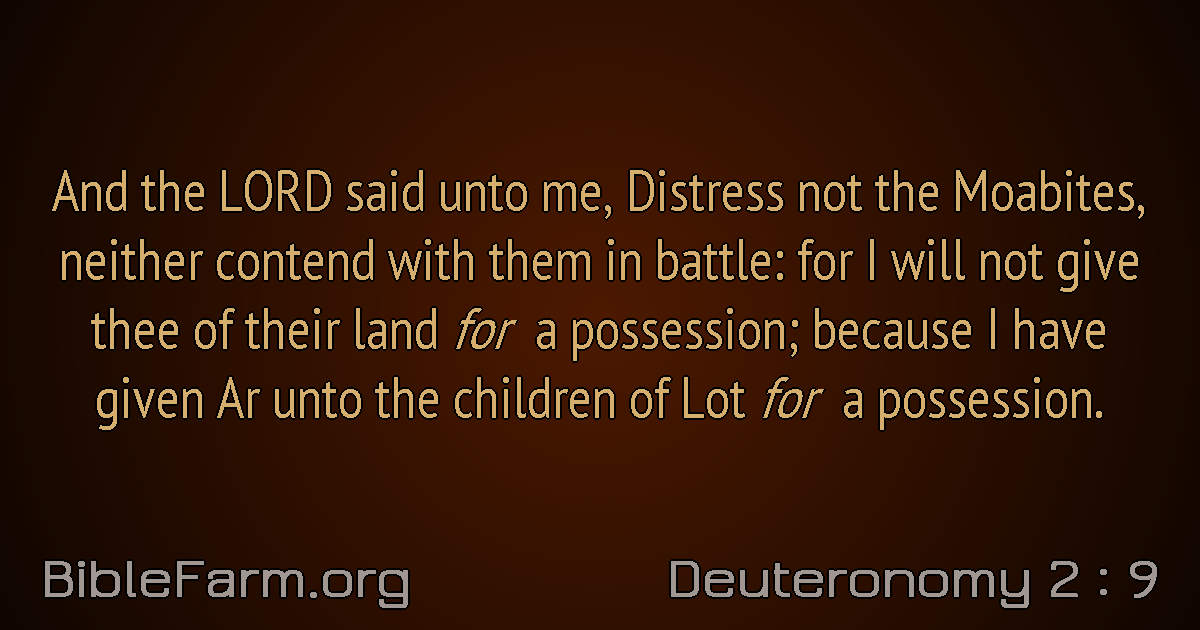 And the LORD said unto me, Distress not the Moabites,
neither contend with them in battle: for I will not give
thee of their land for a possession; because I have
given Ar unto the children of Lot for a possession.
BibleFarm.org
Deuteronomy 2 : 9